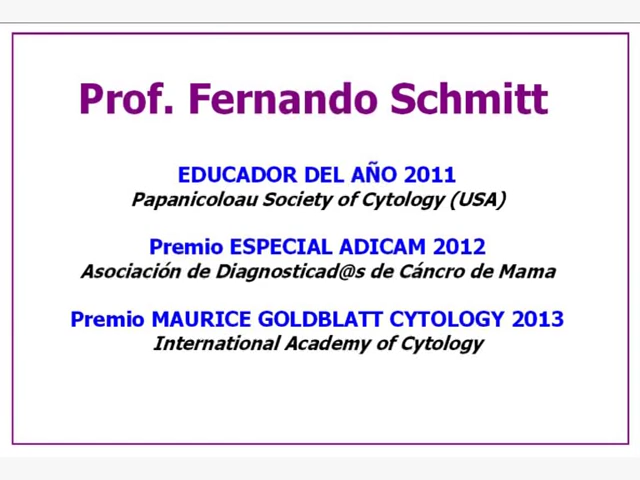 Prof. Fernando Schmitt
EDUCADOR DEL AÑO 2011
Papanicoloau Society of Cytology (USA)
Premio ESPECIAL ADICAM 2012
Asociación de Diagnosticad@s de Cáncro de Mama
Premio MAURICE GOLDBLATT CYTOLOGY 2013
International Academy of Cytology